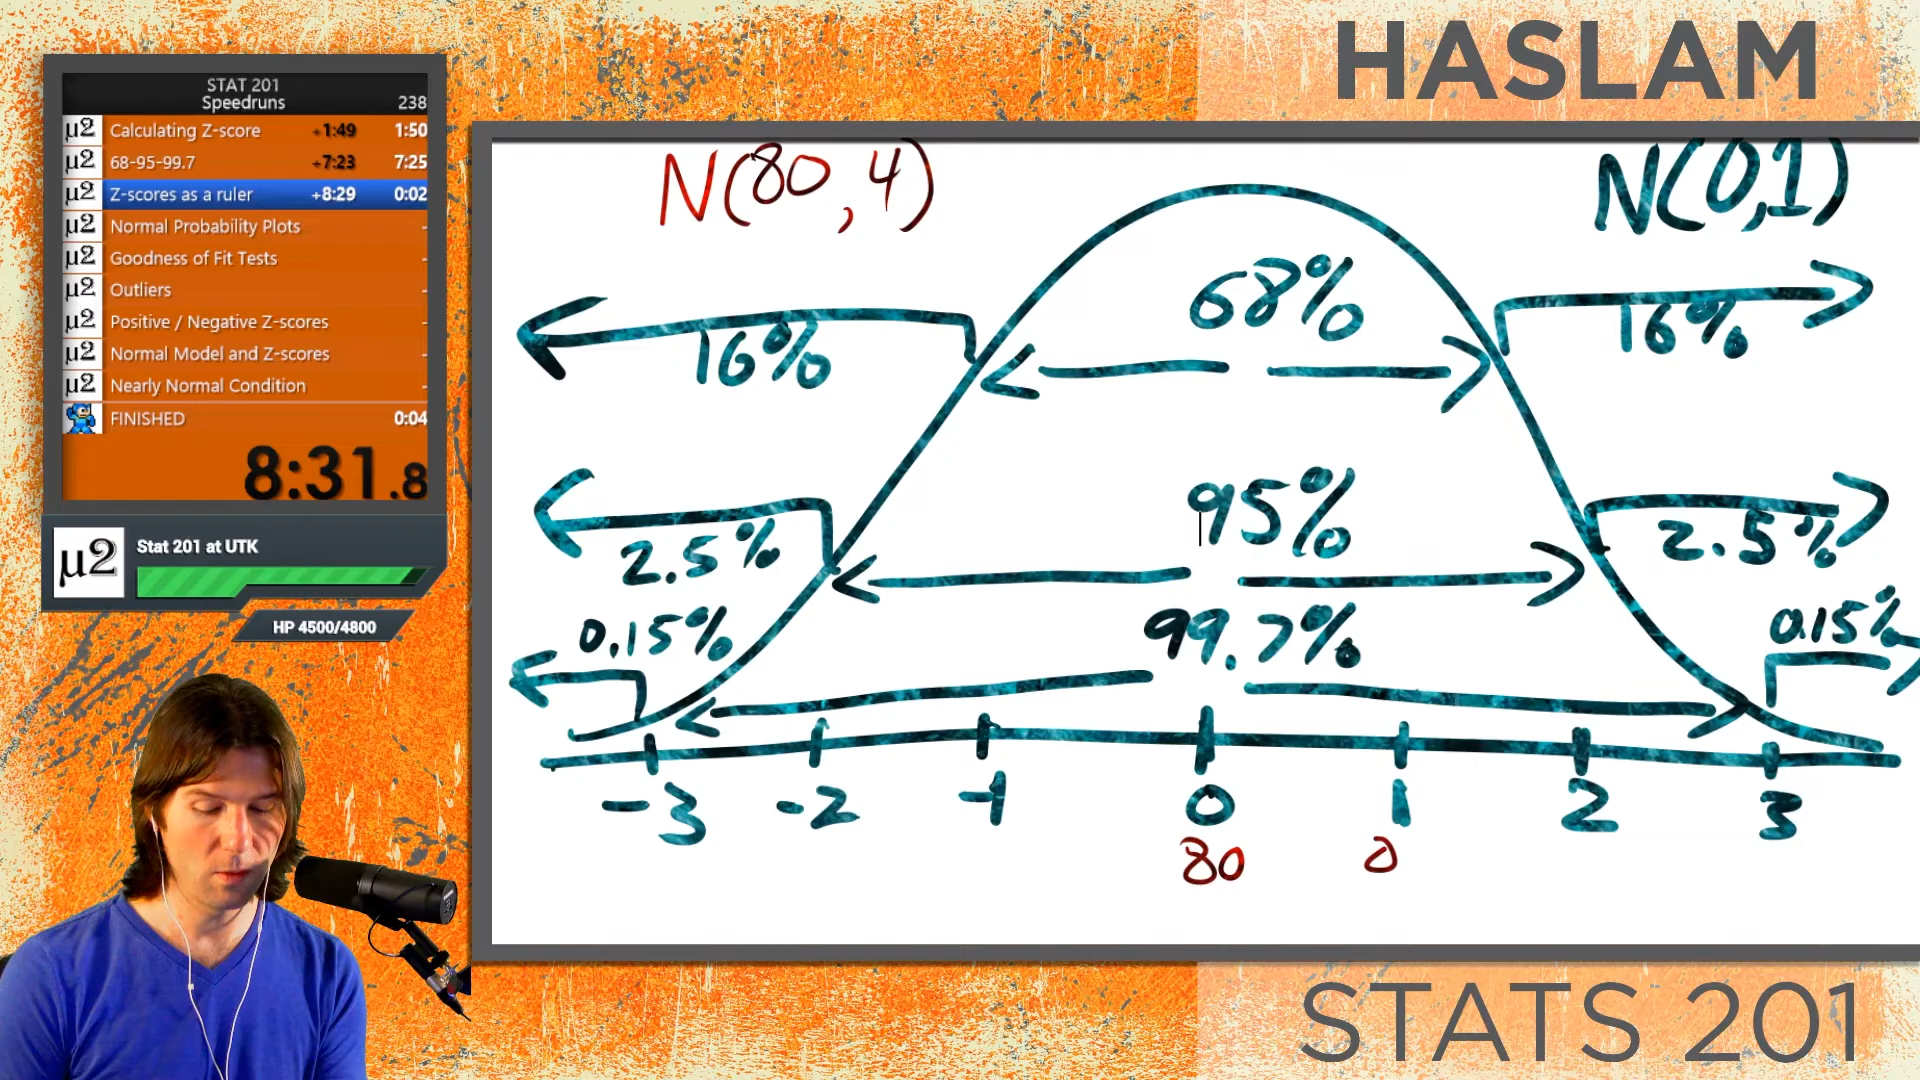 HASLAM
STAT 201
Speedruns 238
μ2 Calculating Z-score +1:49 1:50
μ2 68-95-99.7 +7:23 7:25
μ2 Z-scores as a ruler +8:29 0:02
μ2 Normal Probability Plots -
μ2 Goodness of Fit Tests -
μ2 Outliers -
μ2 Positive / Negative Z-scores -
μ2 Normal Model and Z-scores -
μ2 Nearly Normal Condition -
FINISHED 0:04
8:31.8
μ2 Stat 201 at UTK
HP 4500/4800
N(80,4) N(0,1)
68%
16% 16%
95%
2.5% 2.5%
0.15% 99.7% 0.15%
-3 -2 -1 0 1 2 3
80 0
STATS 201